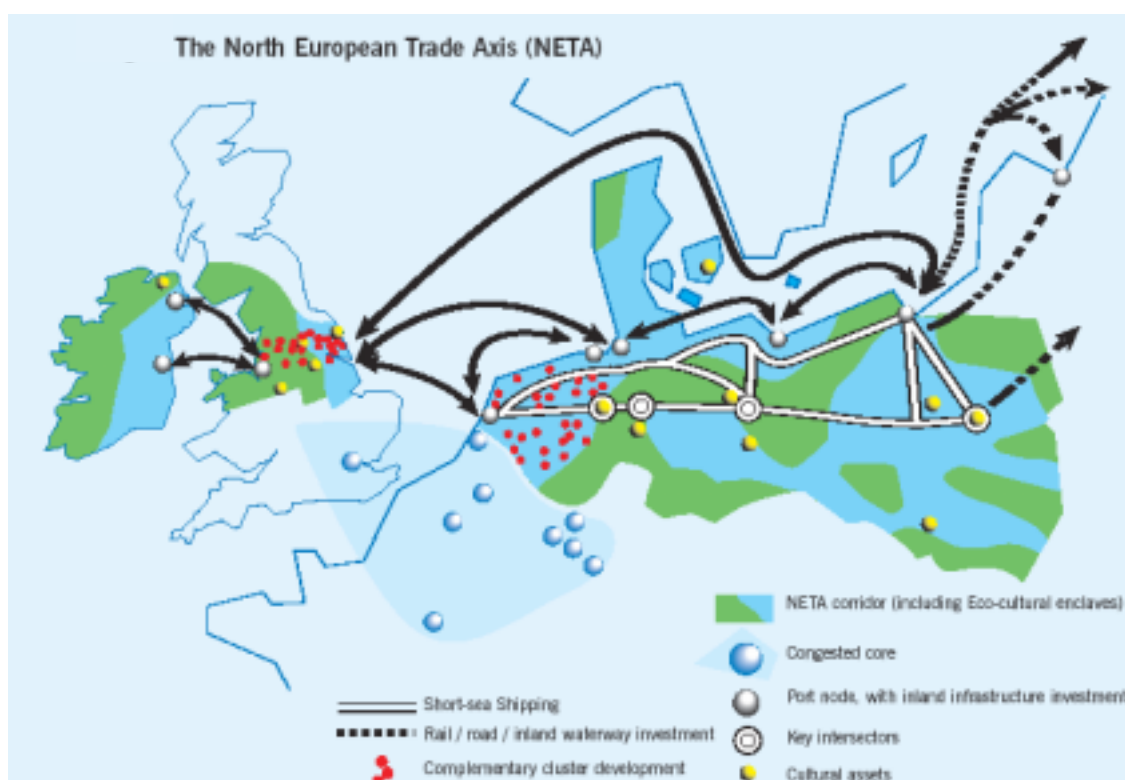 The North European Trade Axis (NETA)
NETA corridor (including Eco-cultural enclaves)
Congested core
Short-sea Shipping
Port node, with inland infrastructure investment
Rail / road / inland waterway investment
Key intersectors
Complementary cluster development
Cultural assets